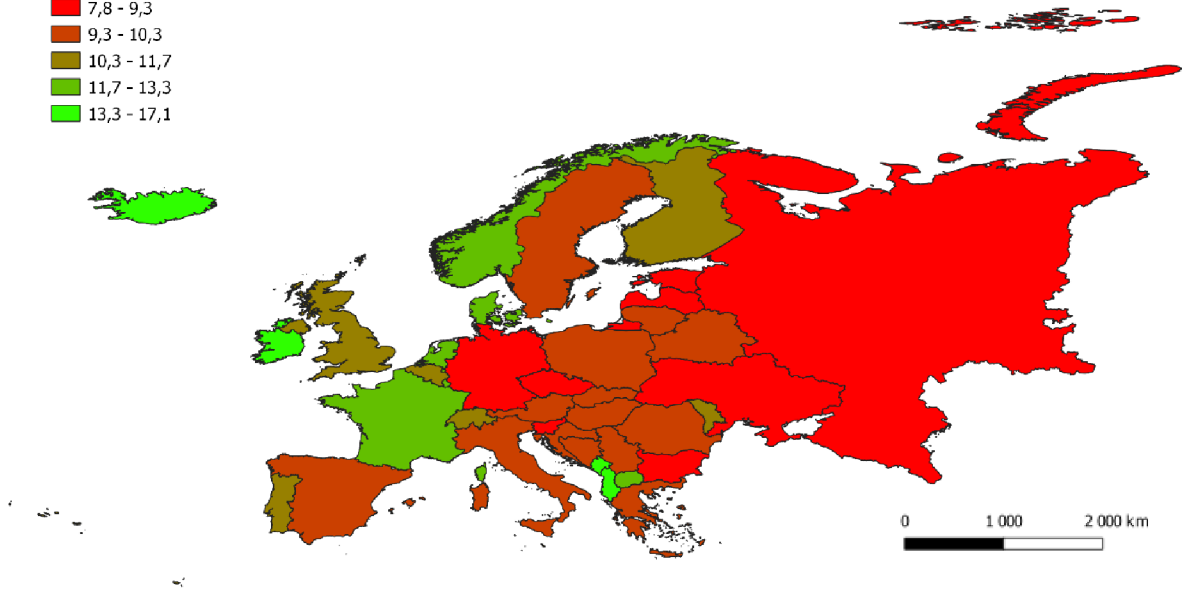 7,8 - 9,3
9,3 - 10,3
10,3 - 11,7
11,7 - 13,3
13,3 - 17,1
0 1 000 2 000 km